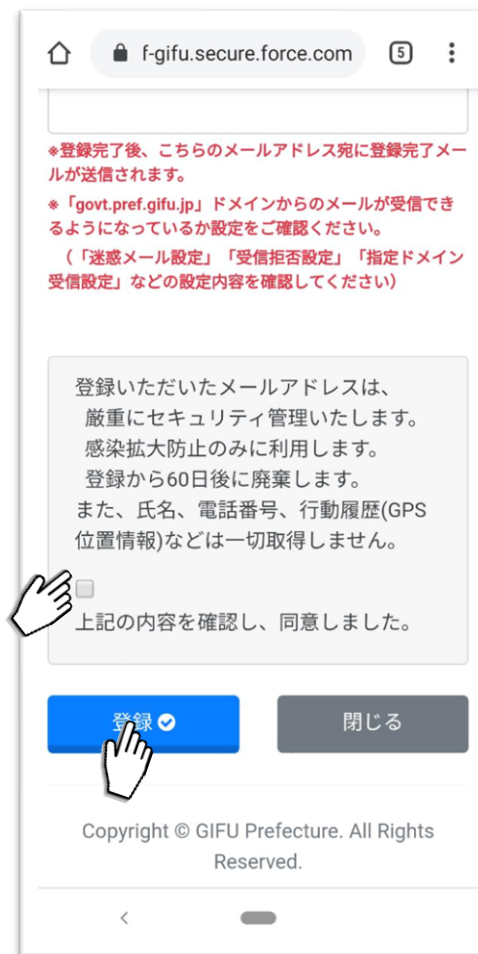 f-gifu.secure.force.com
5
※登録完了後、こちらのメールアドレス宛に登録完了メー
ルが送信されます。
※「govt.pref.gifu.jp」ドメインからのメールが受信でき
るようになっているか設定をご確認ください。
（「迷惑メール設定」「受信拒否設定」「指定ドメイン
受信設定」などの設定内容を確認してください）
登録いただいたメールアドレスは、
厳重にセキュリティ管理いたします。
感染拡大防止のみに利用します。
登録から60日後に廃棄します。
また、氏名、電話番号、行動履歴(GPS
位置情報)などは一切取得しません。
上記の内容を確認し、同意しました。
登録
閉じる
Copyright © GIFU Prefecture. All Rights
Reserved.